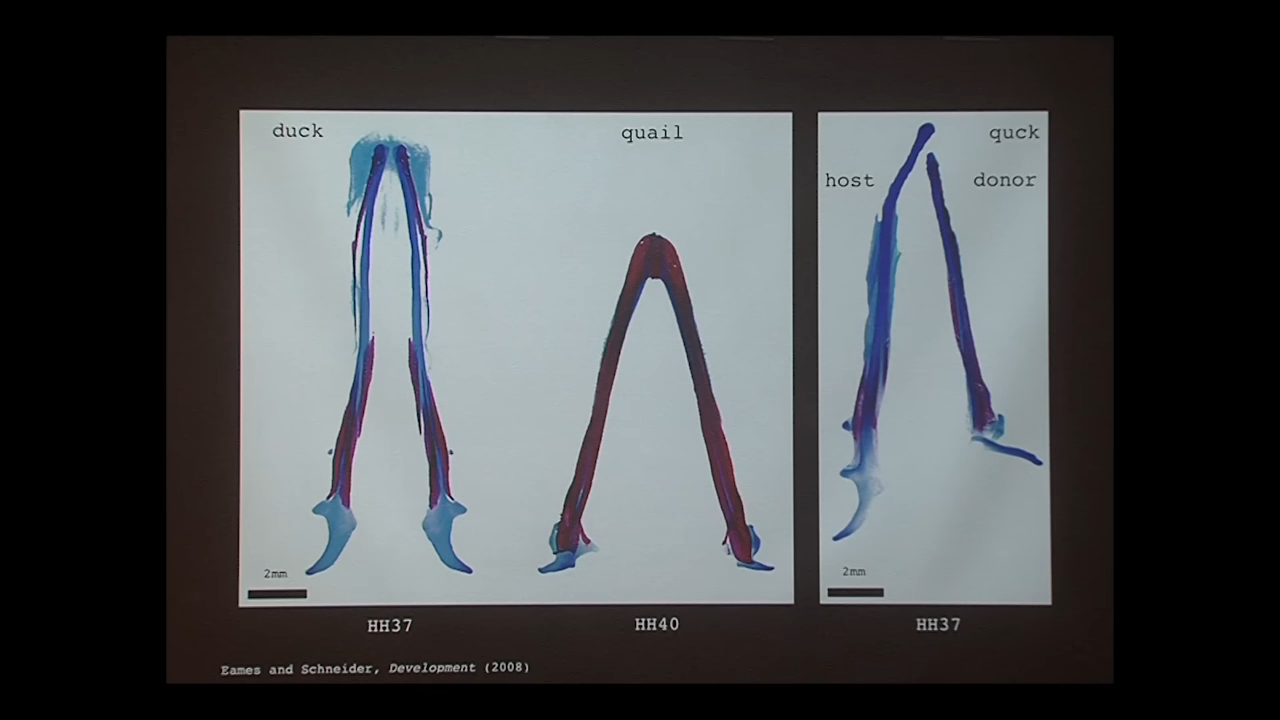 duck
quail
quck
host
donor
2mm
2mm
HH37
HH40
HH37
Eames and Schneider, Development (2008)